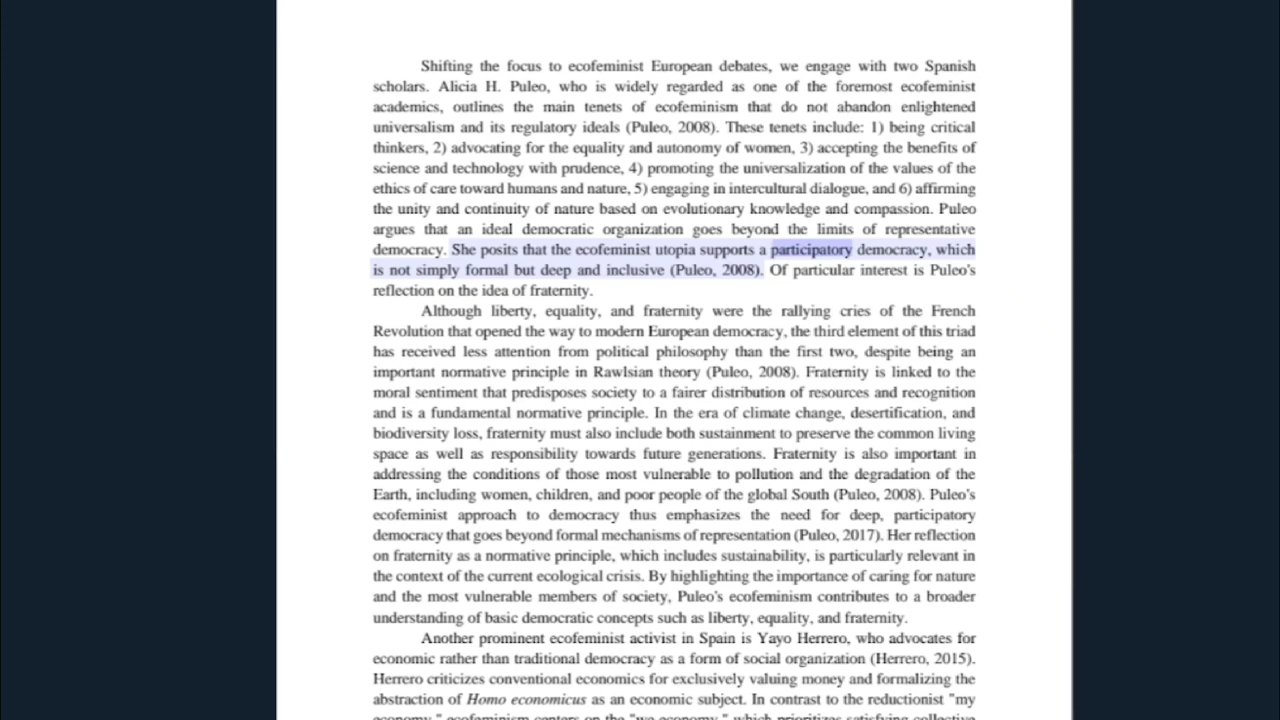 Shifting the focus to ecofeminist European debates, we engage with two Spanish
scholars. Alicia H. Puleo, who is widely regarded as one of the foremost ecofeminist
academics, outlines the main tenets of ecofeminism that do not abandon enlightened
universalism and its regulatory ideals (Puleo, 2008). These tenets include: 1) being critical
thinkers, 2) advocating for the equality and autonomy of women, 3) accepting the benefits of
science and technology with prudence, 4) promoting the universalization of the values of the
ethics of care toward humans and nature, 5) engaging in intercultural dialogue, and 6) affirming
the unity and continuity of nature based on evolutionary knowledge and compassion. Puleo
argues that an ideal democratic organization goes beyond the limits of representative
democracy. She posits that the ecofeminist utopia supports a participatory democracy, which
is not simply formal but deep and inclusive (Puleo, 2008). Of particular interest is Puleo's
reflection on the idea of fraternity.
Although liberty, equality, and fraternity were the rallying cries of the French
Revolution that opened the way to modern European democracy, the third element of this triad
has received less attention from political philosophy than the first two, despite being an
important normative principle in Rawlsian theory (Puleo, 2008). Fraternity is linked to the
moral sentiment that predisposes society to a fairer distribution of resources and recognition
and is a fundamental normative principle. In the era of climate change, desertification, and
biodiversity loss, fraternity must also include both sustainment to preserve the common living
space as well as responsibility towards future generations. Fraternity is also important in
addressing the conditions of those most vulnerable to pollution and the degradation of the
Earth, including women, children, and poor people of the global South (Puleo, 2008). Puleo's
ecofeminist approach to democracy thus emphasizes the need for deep, participatory
democracy that goes beyond formal mechanisms of representation (Puleo, 2017). Her reflection
on fraternity as a normative principle, which includes sustainability, is particularly relevant in
the context of the current ecological crisis. By highlighting the importance of caring for nature
and the most vulnerable members of society, Puleo's ecofeminism contributes to a broader
understanding of basic democratic concepts such as liberty, equality, and fraternity.
Another prominent ecofeminist activist in Spain is Yayo Herrero, who advocates for
economic rather than traditional democracy as a form of social organization (Herrero, 2015).
Herrero criticizes conventional economics for exclusively valuing money and formalizing the
abstraction of Homo economicus as an economic subject. In contrast to the reductionist "my
economy," ecofeminism centers on the "we economy," which prioritizes satisfying collective